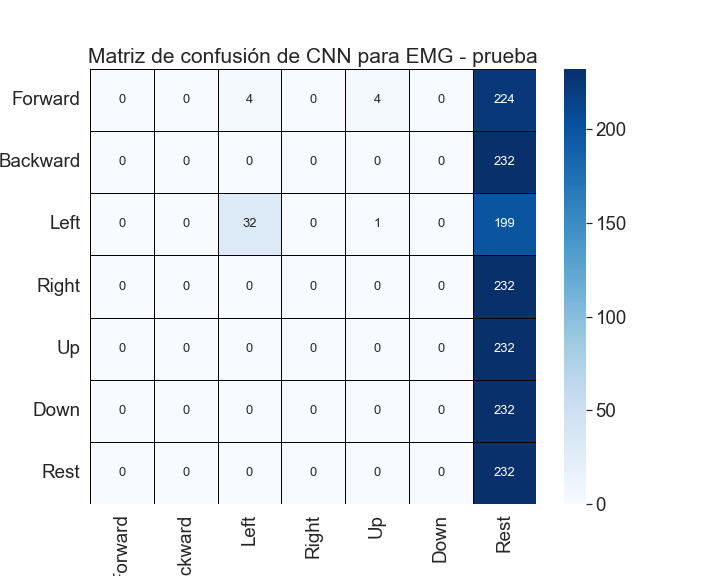 Matriz de confusión de CNN para EMG - prueba
Forward 0 0 4 0 4 0 224
Backward 0 0 0 0 0 0 232
Left 0 0 32 0 1 0 199
Right 0 0 0 0 0 0 232
Up 0 0 0 0 0 0 232
Down 0 0 0 0 0 0 232
Rest 0 0 0 0 0 0 232
Forward ckward Left Right Up Down Rest
200
150
100
50
0